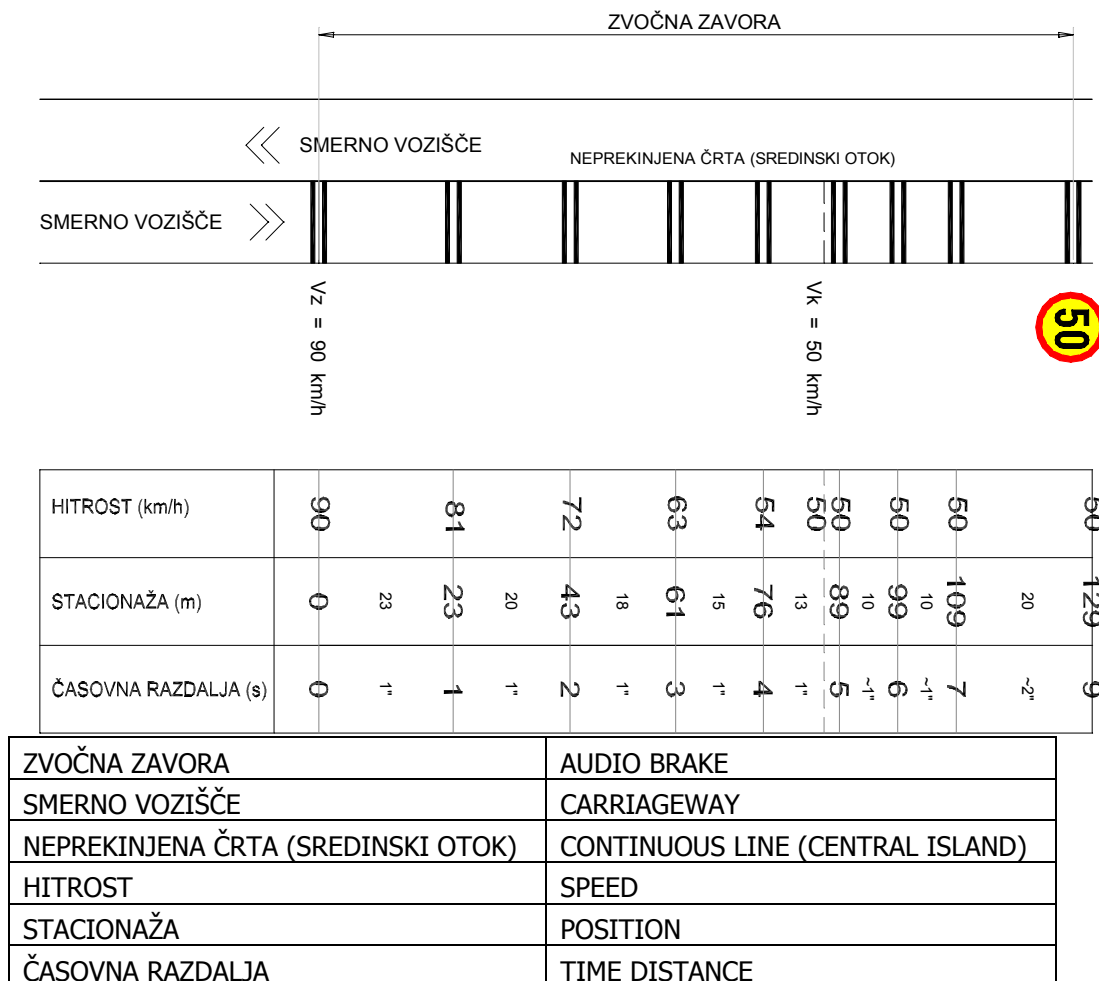 ZVOČNA ZAVORA
SMERNO VOZIŠČE
NEPREKINJENA ČRTA (SREDINSKI OTOK)
SMERNO VOZIŠČE
Vz = 90 km/h
Vk = 50 km/h
50
HITROST (km/h) 90 81 72 63 54 50 50 50 50 50
STACIONAŽA (m) 0 23 23 20 43 18 61 15 76 13 89 10 99 10 109 20 129
ČASOVNA RAZDALJA (s) 0 1" 1 1" 2 1" 3 1" 4 1" 5 ~1" 6 ~1" 7 ~2" 9
ZVOČNA ZAVORA AUDIO BRAKE
SMERNO VOZIŠČE CARRIAGEWAY
NEPREKINJENA ČRTA (SREDINSKI OTOK) CONTINUOUS LINE (CENTRAL ISLAND)
HITROST SPEED
STACIONAŽA POSITION
ČASOVNA RAZDALJA TIME DISTANCE